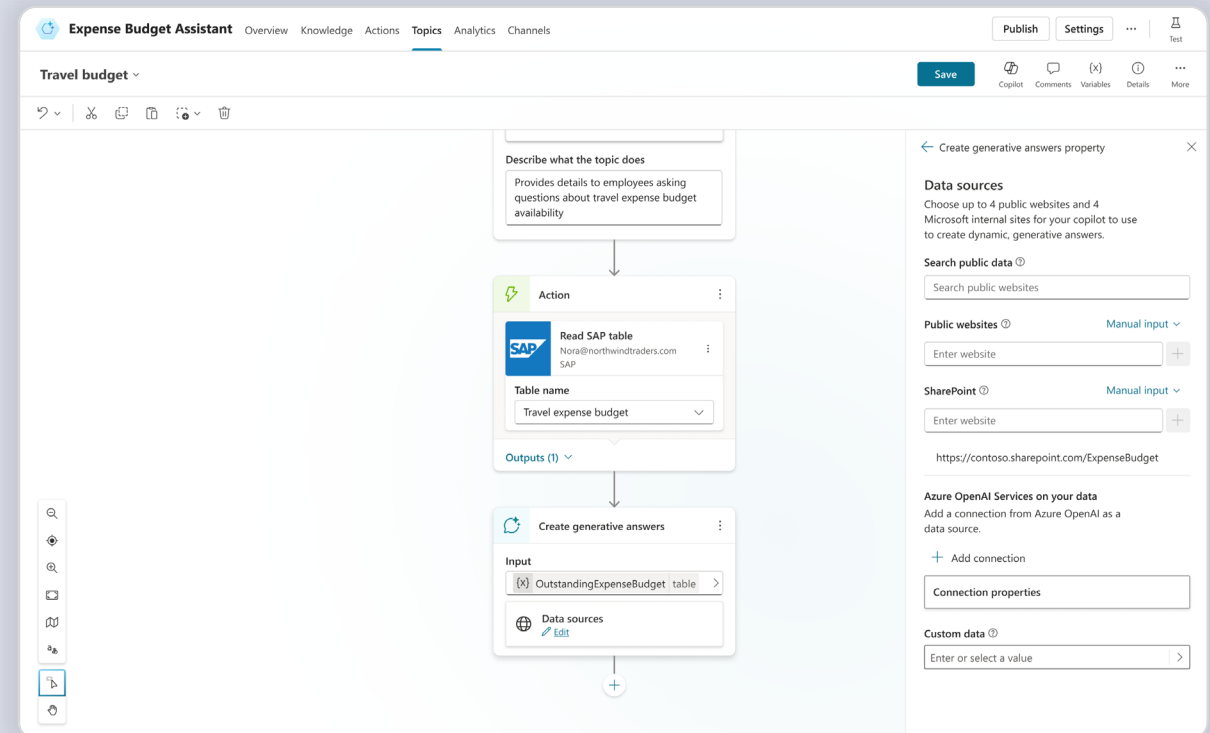 Expense Budget Assistant
Overview
Knowledge
Actions
Topics
Analytics
Channels
Publish
Settings
Test
Travel budget
Save
Copilot
Comments
{x}
Variables
Details
More
Describe what the topic does
Provides details to employees asking
questions about travel expense budget
availability
Action
SAP
Read SAP table
Nora@northwindtraders.com
SAP
Table name
Travel expense budget
Outputs (1)
Create generative answers
Input
{x} OutstandingExpenseBudget table
Data sources
Edit
Create generative answers property
Data sources
Choose up to 4 public websites and 4
Microsoft internal sites for your copilot to use
to create dynamic, generative answers.
Search public data
Search public websites
Public websites
Manual input
Enter website
SharePoint
Manual input
Enter website
https://contoso.sharepoint.com/ExpenseBudget
Azure OpenAI Services on your data
Add a connection from Azure OpenAI as a
data source.
Add connection
Connection properties
Custom data
Enter or select a value